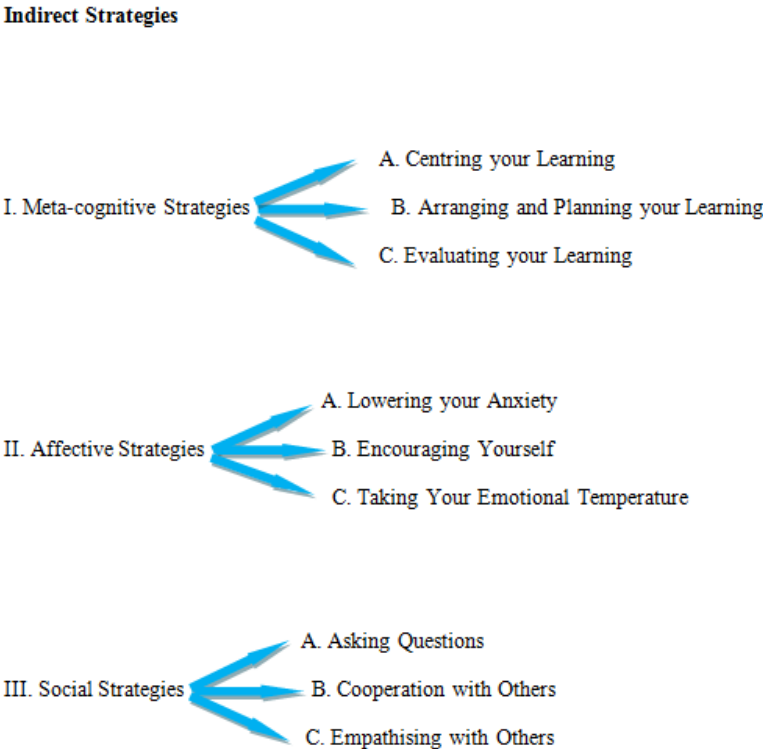 Indirect Strategies
A. Centring your Learning
I. Meta-cognitive Strategies
B. Arranging and Planning your Learning
C. Evaluating your Learning
A. Lowering your Anxiety
II. Affective Strategies
B. Encouraging Yourself
C. Taking Your Emotional Temperature
A. Asking Questions
III. Social Strategies
B. Cooperation with Others
C. Empathising with Others